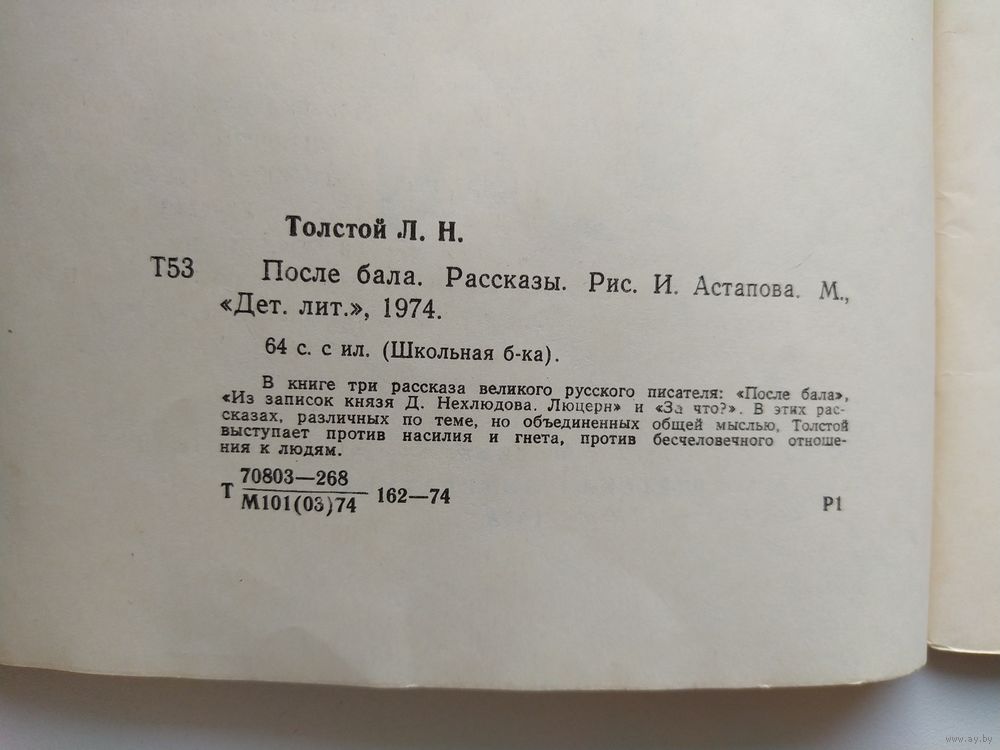 Толстой Л. Н.
Т53 После бала. Рассказы. Рис. И. Астапова. М.,
«Дет. лит.», 1974.
64 с. с ил. (Школьная б-ка).
В книге три рассказа великого русского писателя: «После бала»,
«Из записок князя Д. Нехлюдова. Люцерн» и «За что?». В этих рас-
сказах, различных по теме, но объединенных общей мыслью, Толстой
выступает против насилия и гнета, против бесчеловечного отноше-
ния к людям.
70803—268
Т 162—74
М101(03)74
Р1
www.ay.by